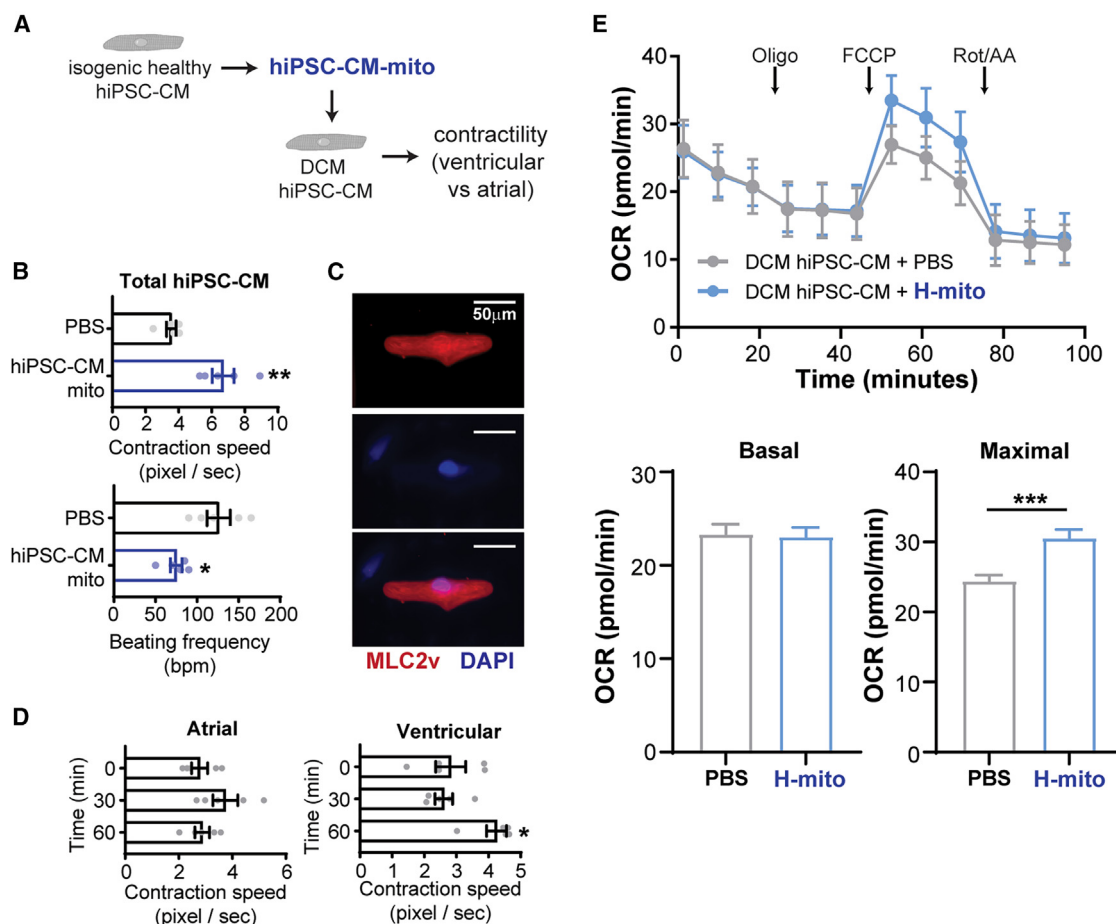 A
isogenic healthy
hiPSC-CM
hiPSC-CM-mito
DCM
hiPSC-CM
contractility
(ventricular
vs atrial)
B
Total hiPSC-CM
PBS
hiPSC-CM
mito
**
0 2 4 6 8 10
Contraction speed
(pixel / sec)
PBS
hiPSC-CM
mito
*
0 50 100 150 200
Beating frequency
(bpm)
C
50μm
MLC2v DAPI
D
Atrial
Time (min)
0
30
60
0 2 4 6
Contraction speed
(pixel / sec)
Ventricular
Time (min)
0
30
60
*
0 1 2 3 4 5
Contraction speed
(pixel / sec)
E
Oligo FCCP Rot/AA
OCR (pmol/min)
40
30
20
10
0
DCM hiPSC-CM + PBS
DCM hiPSC-CM + H-mito
0 20 40 60 80 100
Time (minutes)
Basal
OCR (pmol/min)
30
20
10
0
PBS H-mito
Maximal
***
OCR (pmol/min)
40
30
20
10
0
PBS H-mito